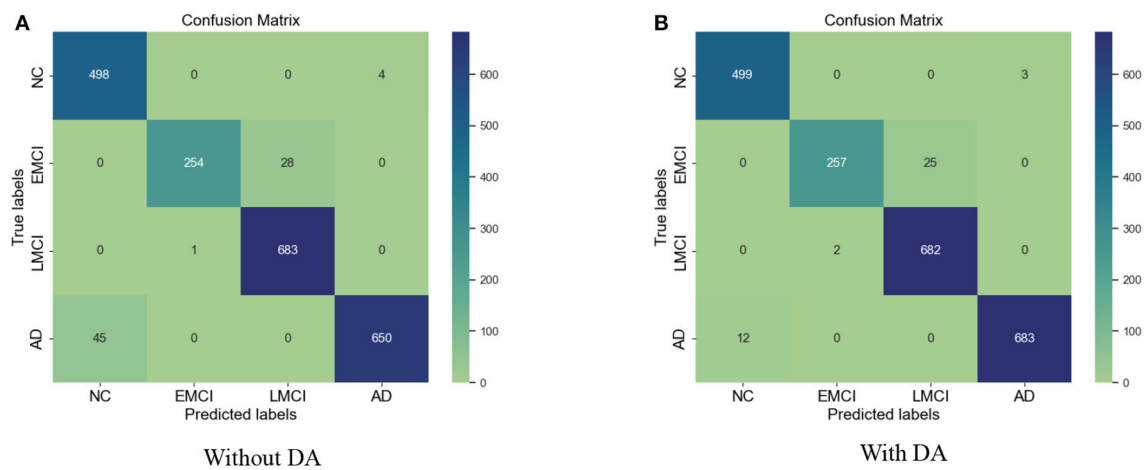 A
Confusion Matrix
NC 498 0 0 4
EMCI 0 254 28 0
LMCI 0 1 683 0
AD 45 0 0 650
True labels
NC EMCI LMCI AD
Predicted labels
600
500
400
300
200
100
0
Without DA
B
Confusion Matrix
NC 499 0 0 3
EMCI 0 257 25 0
LMCI 0 2 682 0
AD 12 0 0 683
True labels
NC EMCI LMCI AD
Predicted labels
600
500
400
300
200
100
0
With DA